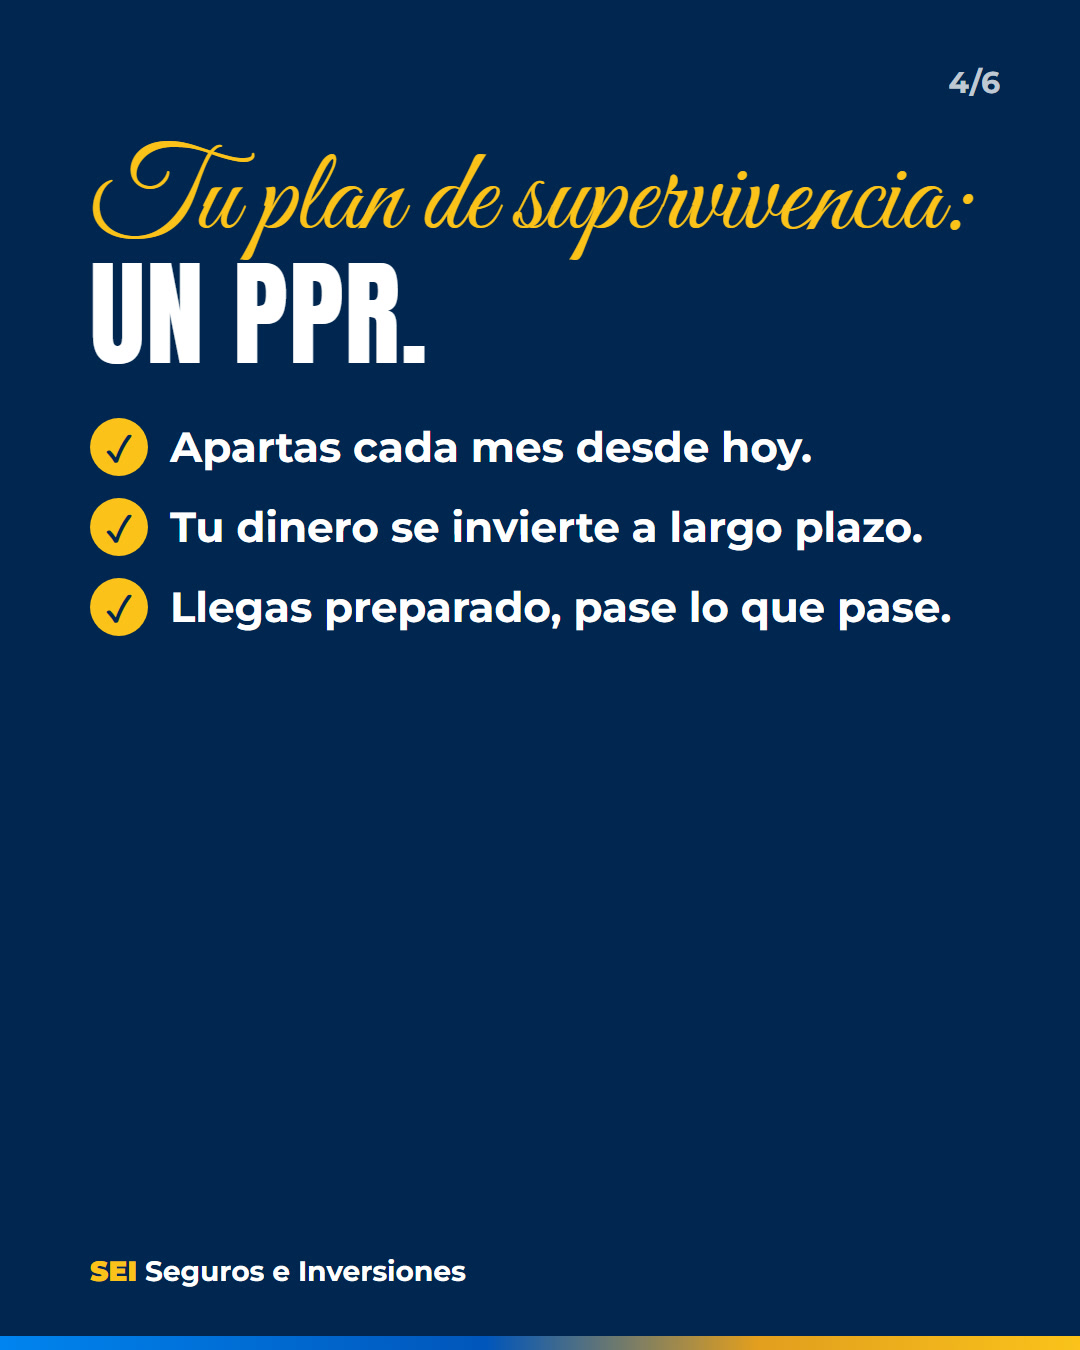 4/6
Tu plan de supervivencia:
UN PPR.
✓ Apartas cada mes desde hoy.
✓ Tu dinero se invierte a largo plazo.
✓ Llegas preparado, pase lo que pase.
SEI Seguros e Inversiones